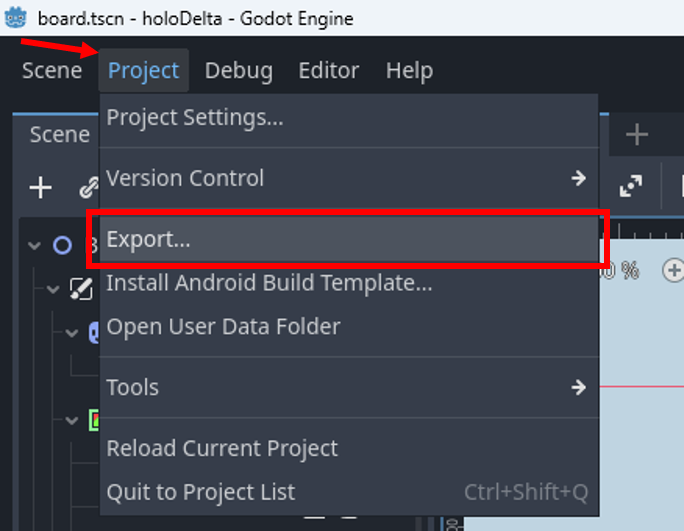 board.tscn - holoDelta - Godot Engine
Scene Project Debug Editor Help
Scene
Project Settings...
Version Control
Export...
Install Android Build Template...
Open User Data Folder
Tools
Reload Current Project
Quit to Project List Ctrl+Shift+Q